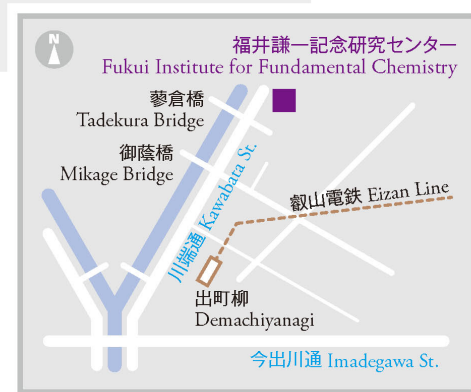 N
福井謙一記念研究センター
Fukui Institute for Fundamental Chemistry
蓼倉橋
Tadekura Bridge
御蔭橋
Mikage Bridge
川端通 Kawabata St.
叡山電鉄 Eizan Line
出町柳
Demachiyanagi
今出川通 Imadegawa St.